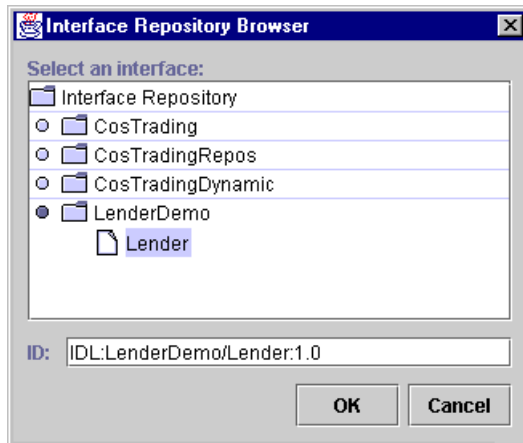 Interface Repository Browser
Select an interface:
Interface Repository
CosTrading
CosTradingRepos
CosTradingDynamic
LenderDemo
Lender
ID: IDL:LenderDemo/Lender:1.0
OK Cancel